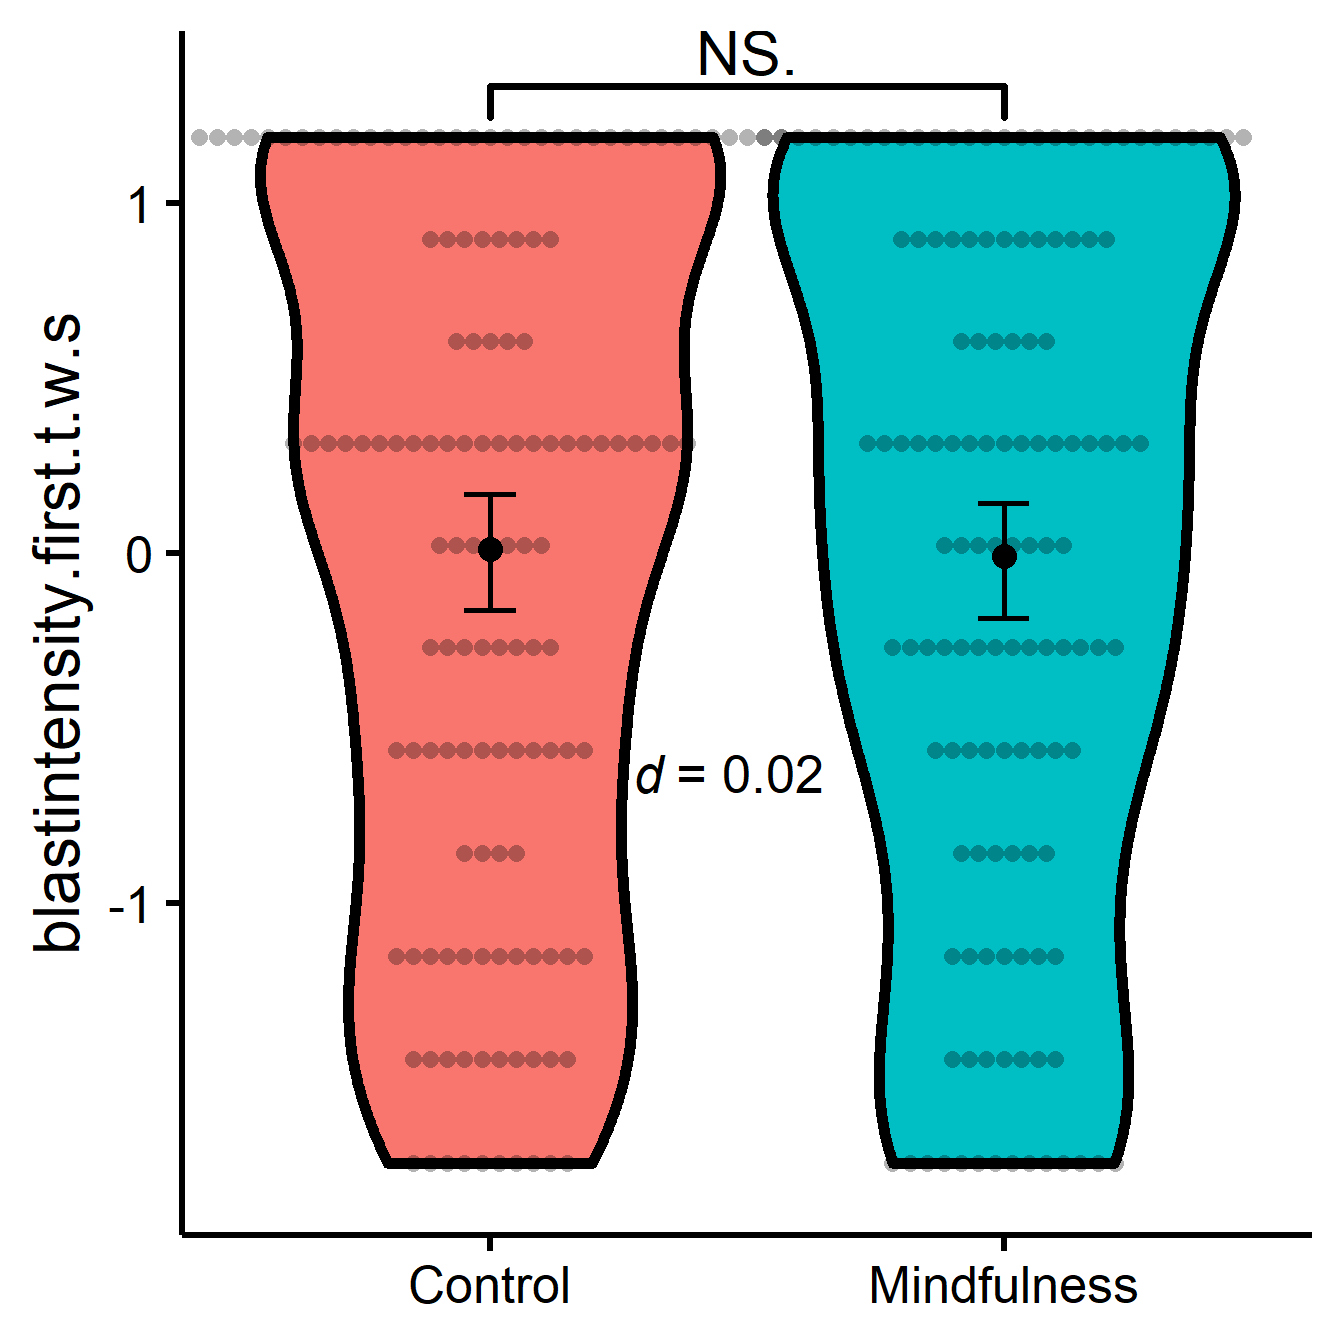 NS.
blastintensity.first.t.w.s
1
0
-1
d = 0.02
Control
Mindfulness